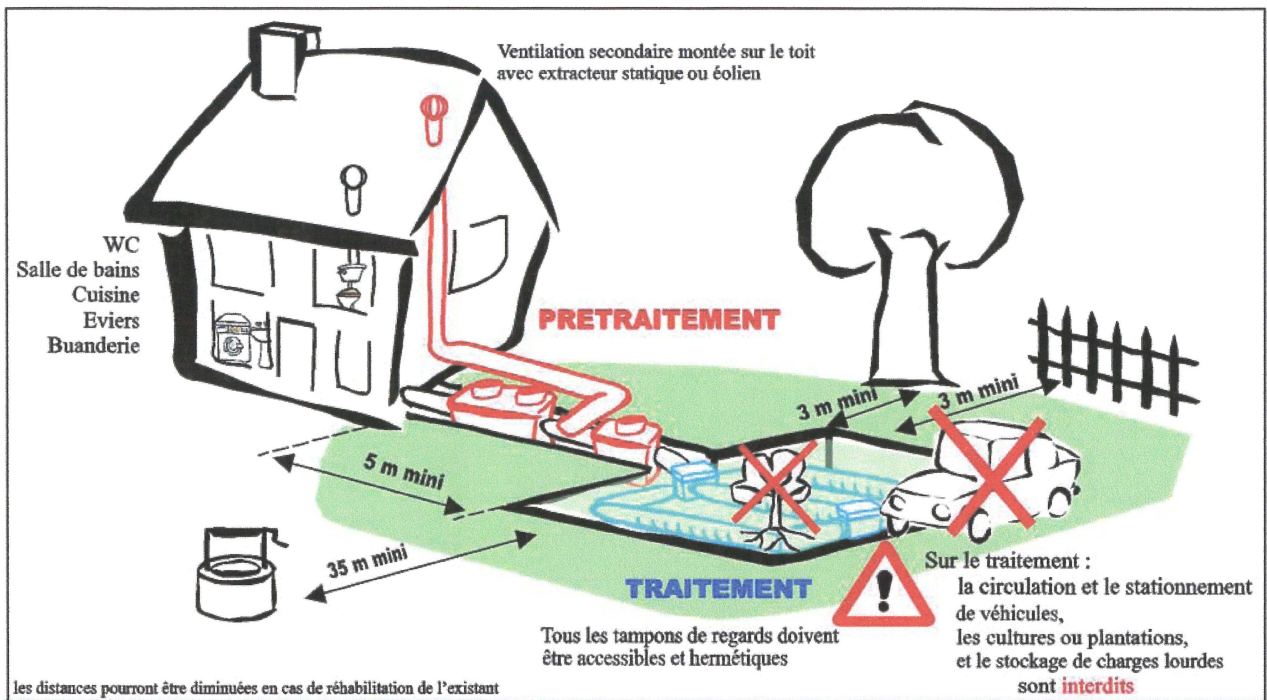 Ventilation secondaire montée sur le toit
avec extracteur statique ou éolien
WC
Salle de bains
Cuisine
Eviers
Buanderie
PRETRAITEMENT
3 m mini
3 m mini
5 m mini
35 m mini
TRAITEMENT
Tous les tampons de regards doivent
être accessibles et hermétiques
Sur le traitement :
la circulation et le stationnement
de véhicules,
les cultures ou plantations,
et le stockage de charges lourdes
sont interdits
les distances pourront être diminuées en cas de réhabilitation de l'existant